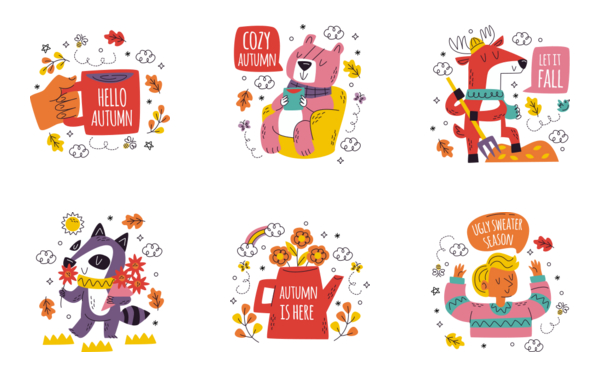 HELLO
AUTUMN
COZY
AUTUMN
LET IT
FALL
AUTUMN
IS HERE
UGLY SWEATER
SEASON